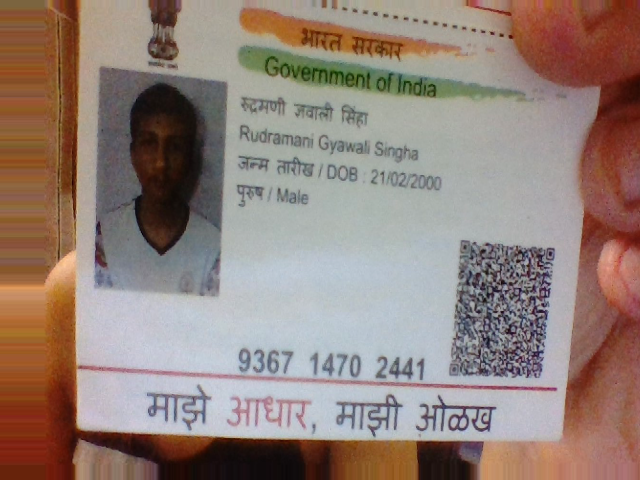 भारत सरकार
Government of India
रुद्रमणी ज्ञवाली सिंहा
Rudramani Gyawali Singha
जन्म तारीख / DOB : 21/02/2000
पुरुष / Male
9367 1470 2441
माझे आधार, माझी ओळख